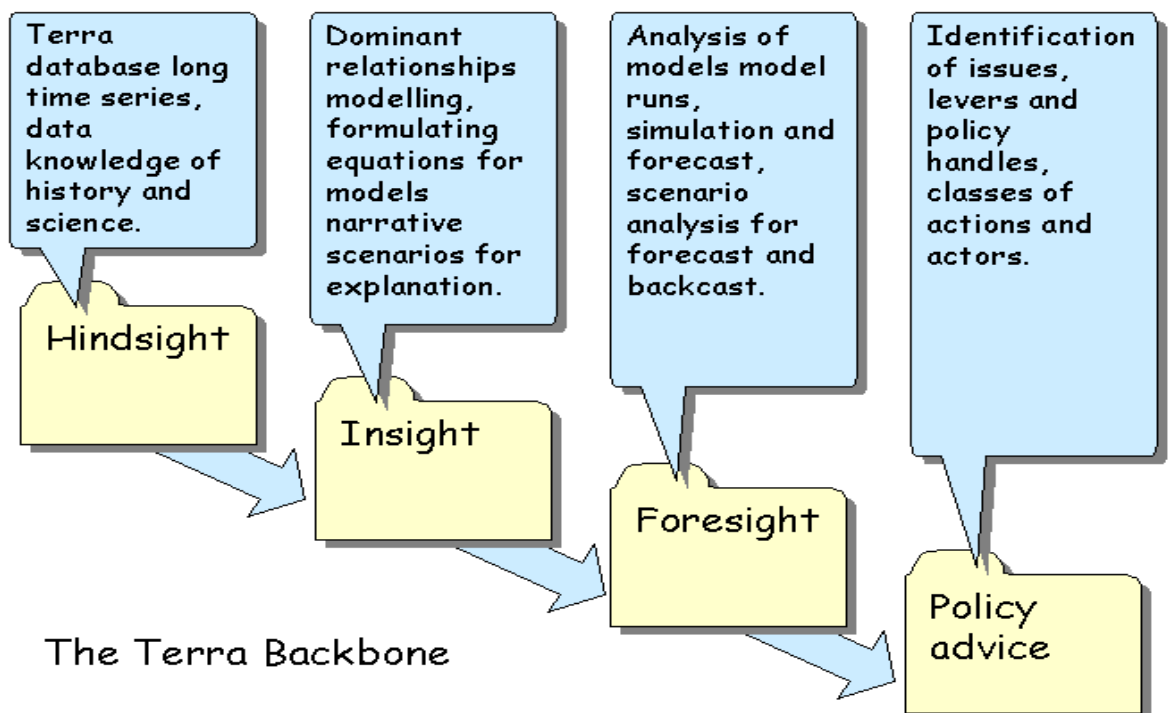 Terra
database long
time series,
data
knowledge of
history and
science.
Hindsight
Dominant
relationships
modelling,
formulating
equations for
models
narrative
scenarios for
explanation.
Insight
Analysis of
models model
runs,
simulation and
forecast,
scenario
analysis for
forecast and
backcast.
Foresight
Identification
of issues,
levers and
policy
handles,
classes of
actions and
actors.
Policy
advice
The Terra Backbone